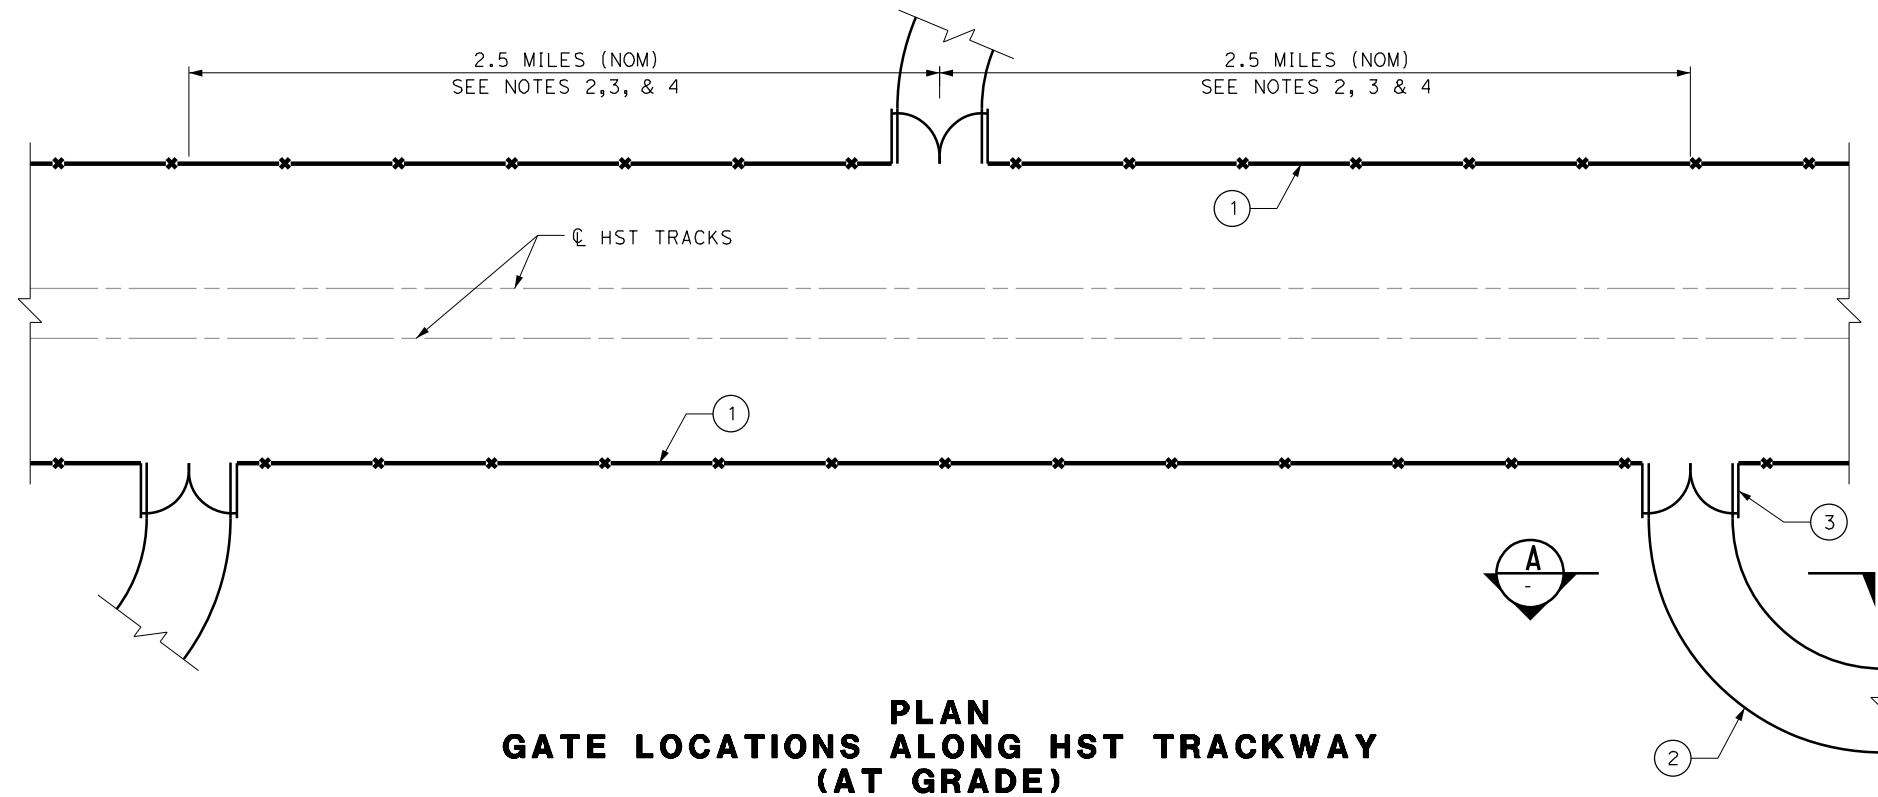 2.5 MILES (NOM)
SEE NOTES 2,3, & 4
2.5 MILES (NOM)
SEE NOTES 2, 3 & 4
1
℄ HST TRACKS
1
3
A
-
2
PLAN
GATE LOCATIONS ALONG HST TRACKWAY
(AT GRADE)